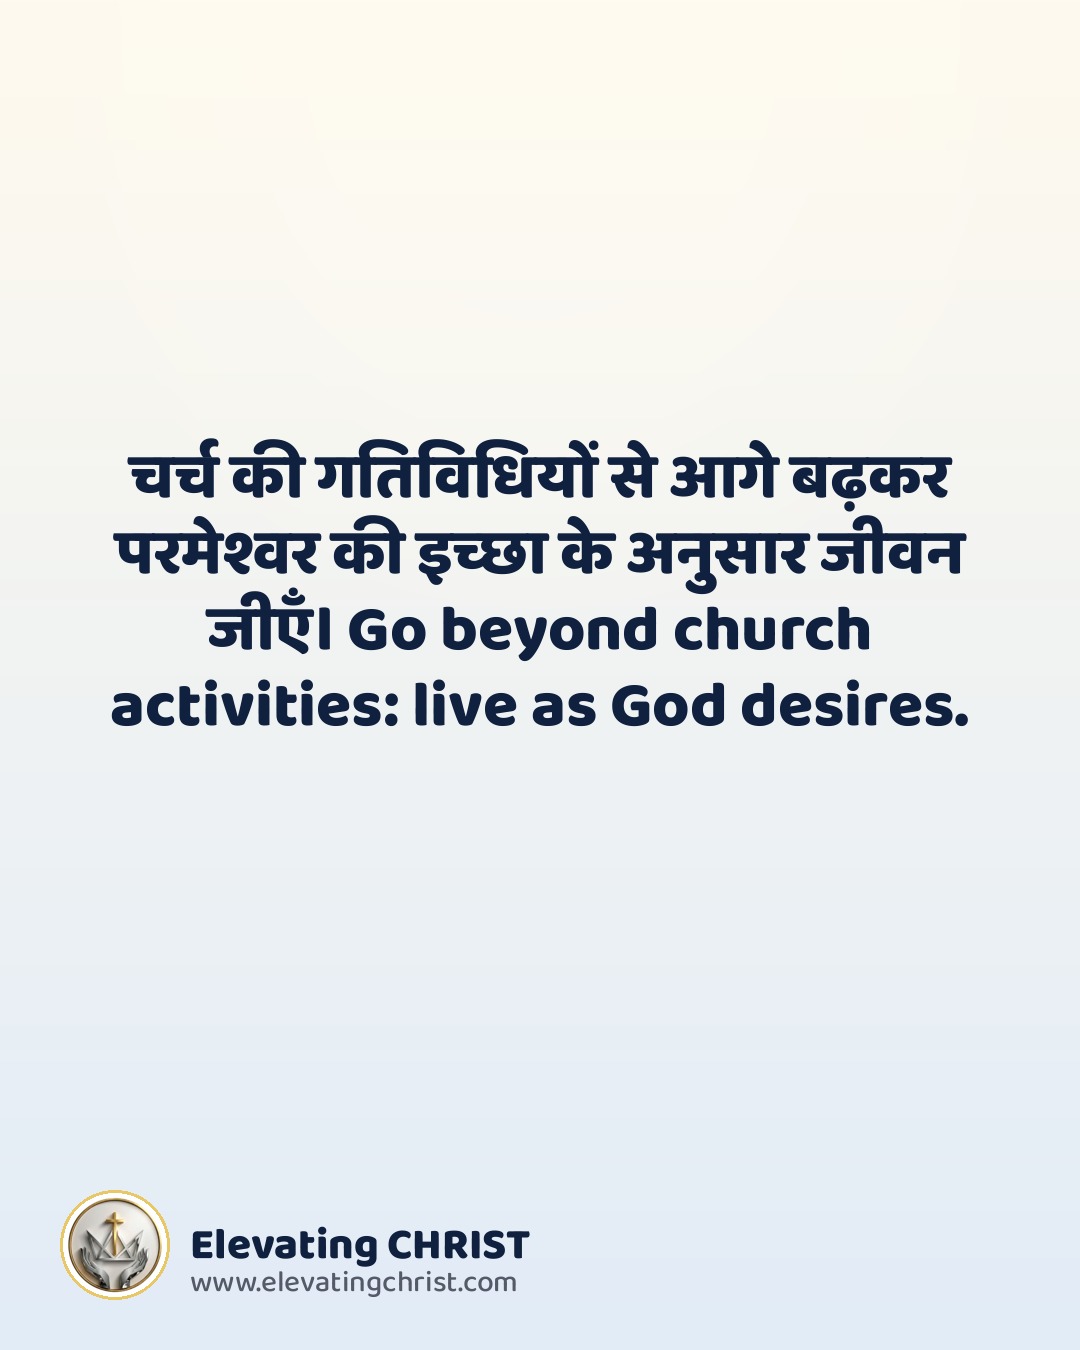 चर्च की गतिविधियों से आगे बढ़कर
परमेश्वर की इच्छा के अनुसार जीवन
जीएँ। Go beyond church
activities: live as God desires.
Elevating CHRIST
www.elevatingchrist.com